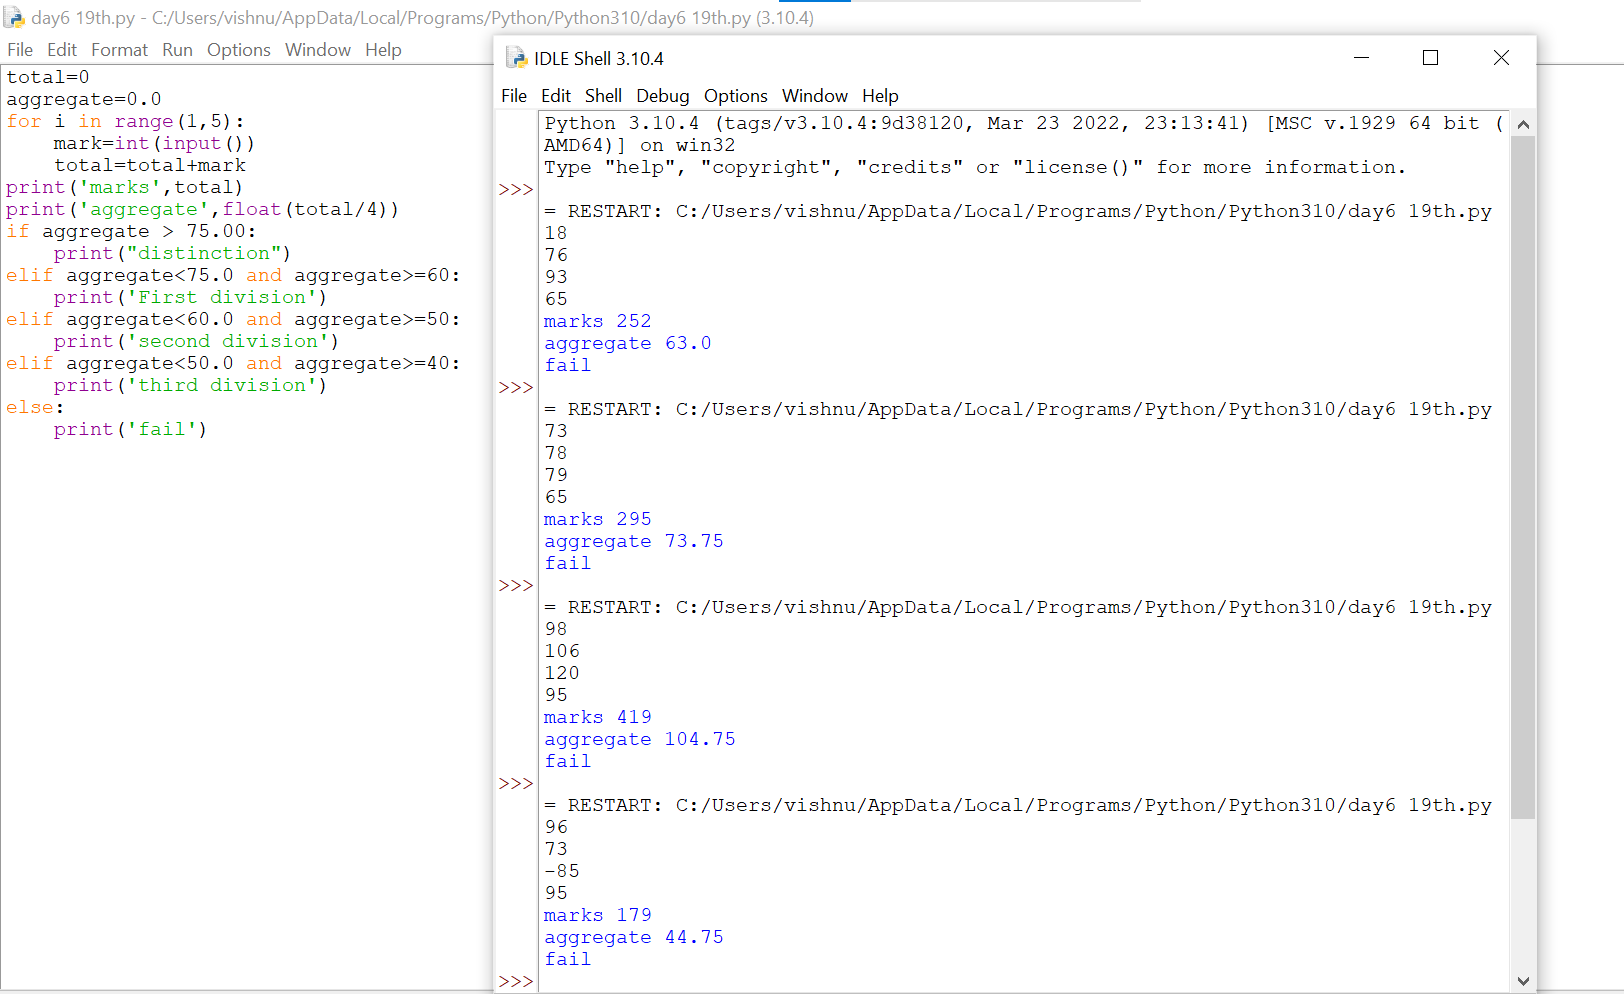 day6 19th.py - C:/Users/vishnu/AppData/Local/Programs/Python/Python310/day6 19th.py (3.10.4)
File Edit Format Run Options Window Help
total=0
aggregate=0.0
for i in range(1,5):
    mark=int(input())
    total=total+mark
print('marks',total)
print('aggregate',float(total/4))
if aggregate > 75.00:
    print("distinction")
elif aggregate<75.0 and aggregate>=60:
    print('First division')
elif aggregate<60.0 and aggregate>=50:
    print('second division')
elif aggregate<50.0 and aggregate>=40:
    print('third division')
else:
    print('fail')
IDLE Shell 3.10.4
File Edit Shell Debug Options Window Help
Python 3.10.4 (tags/v3.10.4:9d38120, Mar 23 2022, 23:13:41) [MSC v.1929 64 bit (
AMD64)] on win32
Type "help", "copyright", "credits" or "license()" for more information.
>>>
= RESTART: C:/Users/vishnu/AppData/Local/Programs/Python/Python310/day6 19th.py
18
76
93
65
marks 252
aggregate 63.0
fail
>>>
= RESTART: C:/Users/vishnu/AppData/Local/Programs/Python/Python310/day6 19th.py
73
78
79
65
marks 295
aggregate 73.75
fail
>>>
= RESTART: C:/Users/vishnu/AppData/Local/Programs/Python/Python310/day6 19th.py
98
106
120
95
marks 419
aggregate 104.75
fail
>>>
= RESTART: C:/Users/vishnu/AppData/Local/Programs/Python/Python310/day6 19th.py
96
73
-85
95
marks 179
aggregate 44.75
fail
>>>